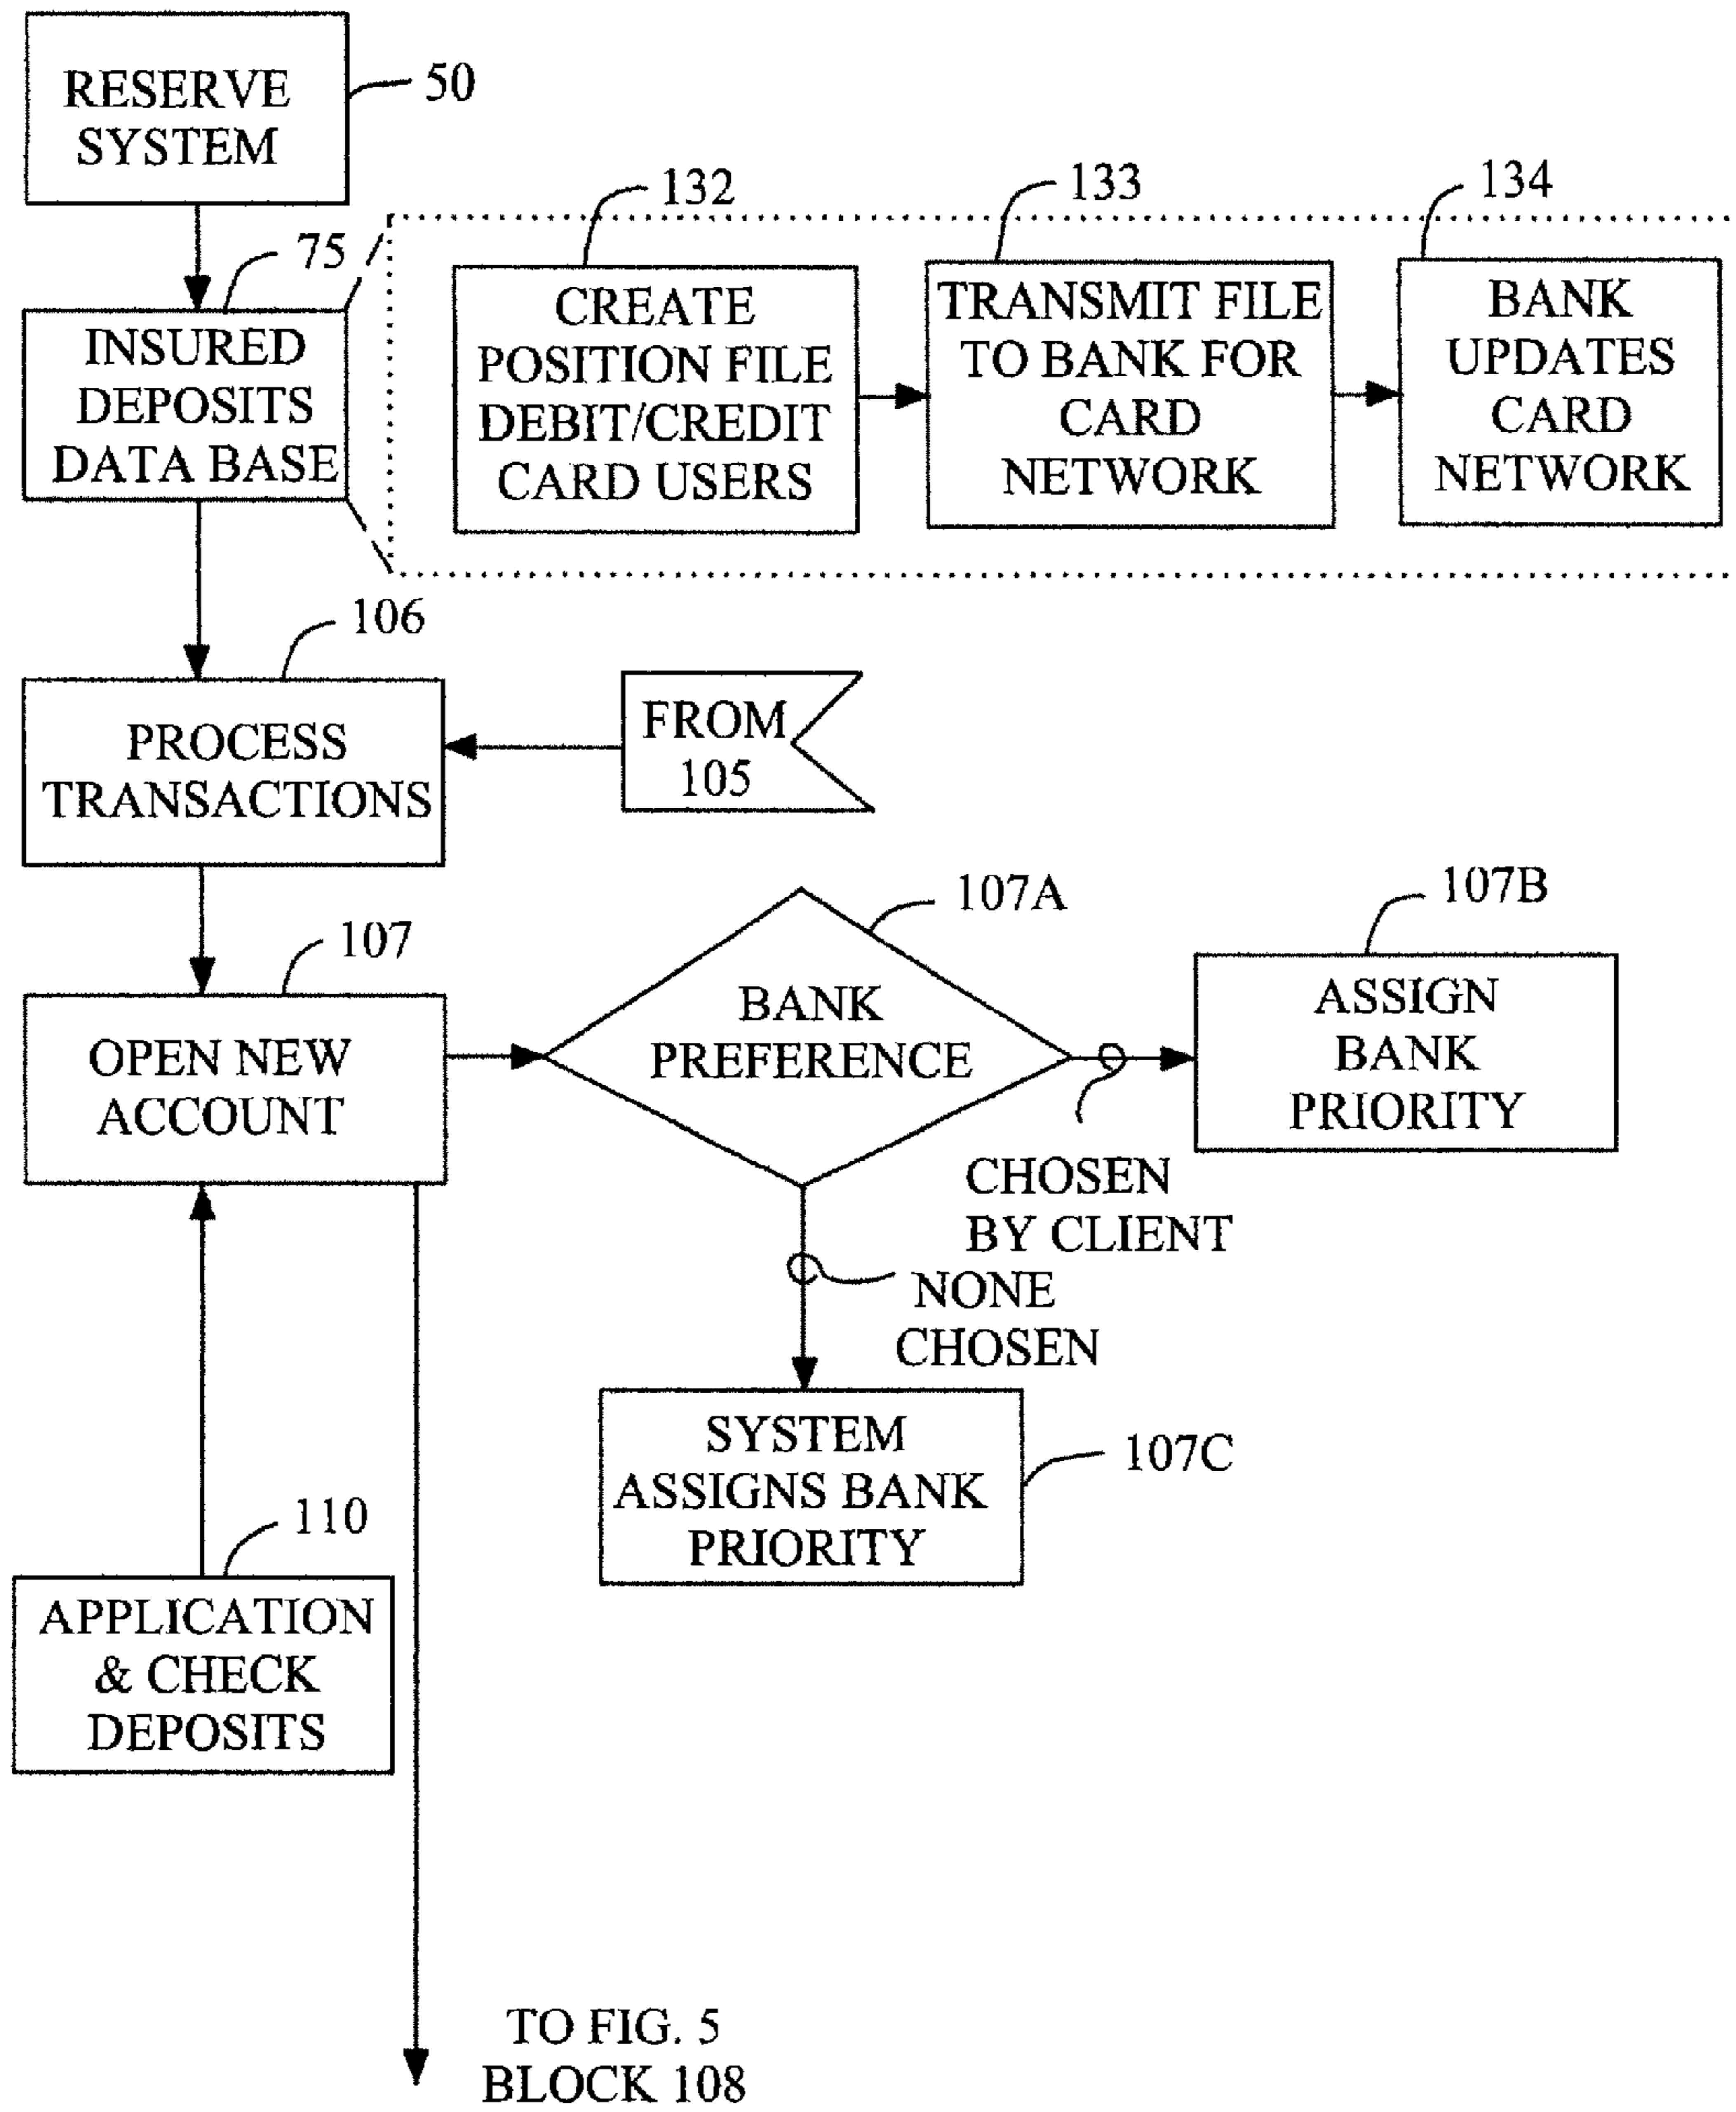 RESERVE
SYSTEM
50
75
INSURED
DEPOSITS
DATA BASE
132
CREATE
POSITION FILE
DEBIT/CREDIT
CARD USERS
133
TRANSMIT FILE
TO BANK FOR
CARD
NETWORK
134
BANK
UPDATES
CARD
NETWORK
106
PROCESS
TRANSACTIONS
FROM
105
107
OPEN NEW
ACCOUNT
107A
BANK
PREFERENCE
107B
ASSIGN
BANK
PRIORITY
CHOSEN
BY CLIENT
NONE
CHOSEN
SYSTEM
ASSIGNS BANK
PRIORITY
107C
110
APPLICATION
& CHECK
DEPOSITS
TO FIG. 5
BLOCK 108